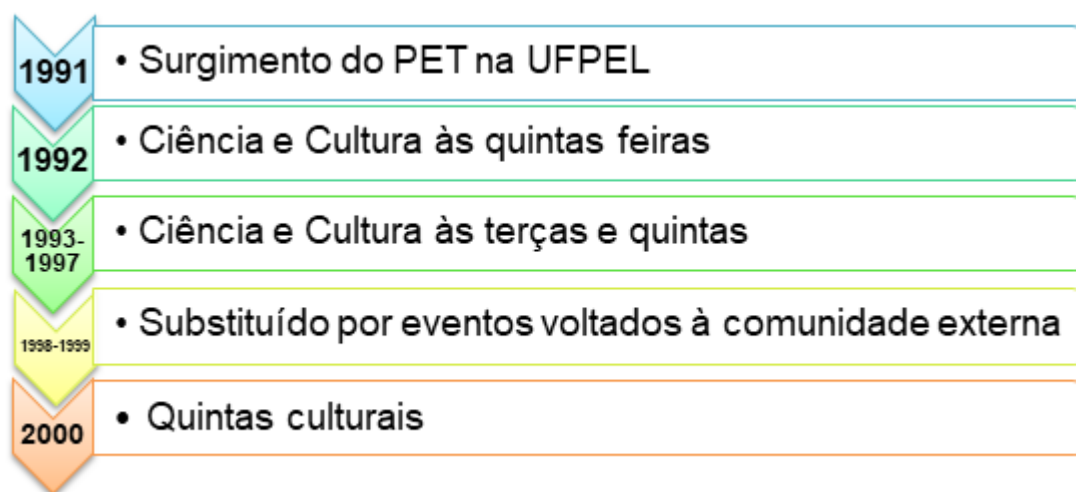 1991
• Surgimento do PET na UFPEL
1992
• Ciência e Cultura às quintas feiras
1993-
1997
• Ciência e Cultura às terças e quintas
1998-1999
• Substituído por eventos voltados à comunidade externa
2000
• Quintas culturais